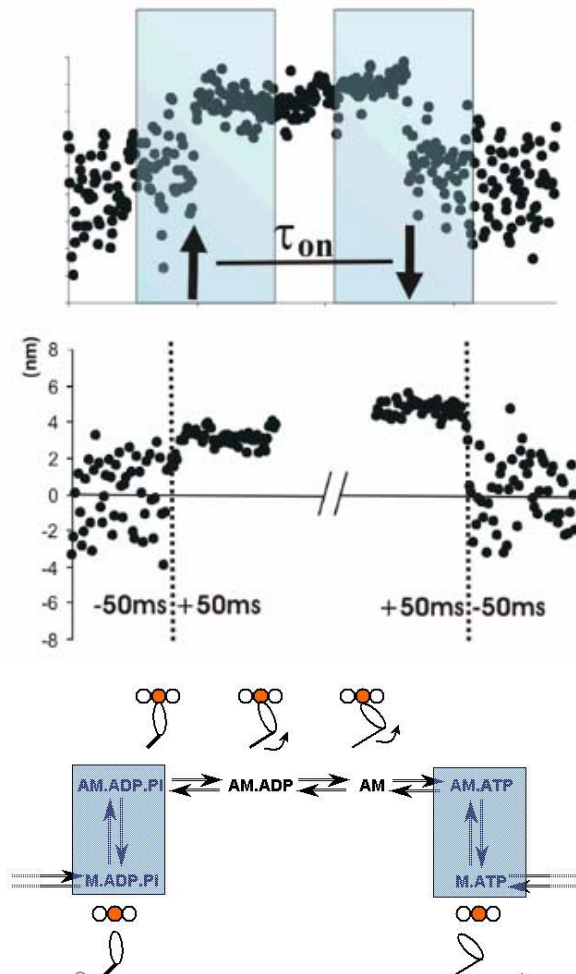 τon
(nm)
8
6
4
2
0
-2
-4
-6
-8
-50ms +50ms
+50ms -50ms
AM.ADP.PI AM.ADP AM AM.ATP
M.ADP.PI M.ATP